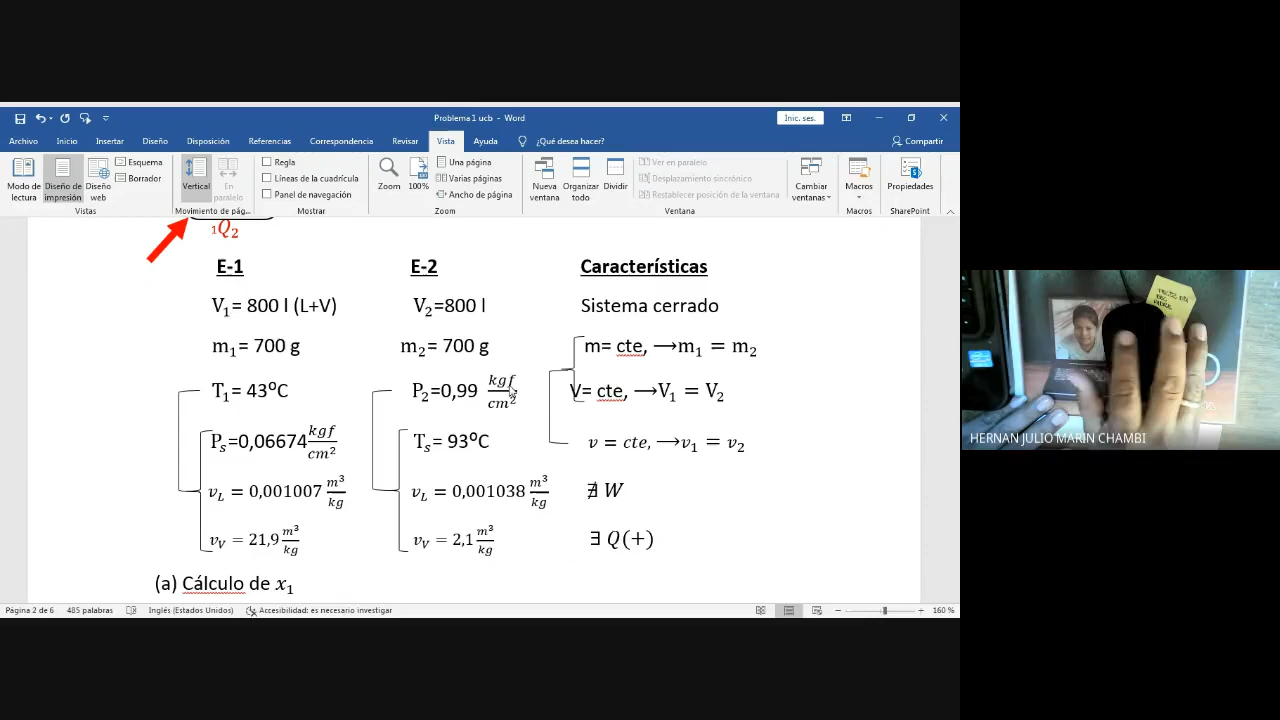 Problema1 ucb - Word
Inic. ses.
Archivo Inicio Insertar Diseño Disposición Referencias Correspondencia Revisar Vista Ayuda ¿Qué desea hacer? Compartir
Modo de lectura
Diseño de impresión
Diseño web
Esquema
Borrador
Vistas
Vertical
En paralelo
Movimiento de pág...
Regla
Líneas de la cuadrícula
Panel de navegación
Mostrar
Zoom
100%
Una página
Varias páginas
Ancho de página
Zoom
Nueva ventana
Organizar todo
Dividir
Ver en paralelo
Desplazamiento sincrónico
Restablecer posición de la ventana
Ventana
Cambiar ventanas
Macros
Macros
Propiedades
SharePoint
₁Q₂
E-1 E-2 Características
V₁= 800 l (L+V) V₂=800 l Sistema cerrado
m₁= 700 g m₂= 700 g m= cte, ⟶m₁ = m₂
T₁= 43⁰C P₂=0,99 kgf/cm² V= cte, ⟶V₁ = V₂
Pₛ=0,06674 kgf/cm² Tₛ= 93⁰C v = cte, ⟶v₁ = v₂
v_L = 0,001007 m³/kg v_L = 0,001038 m³/kg ∄ W
v_V = 21,9 m³/kg v_V = 2,1 m³/kg ∃ Q(+)
(a) Cálculo de x₁
Página 2 de 6 485 palabras Inglés (Estados Unidos) Accesibilidad: es necesario investigar 160 %
HERNAN JULIO MARIN CHAMBI